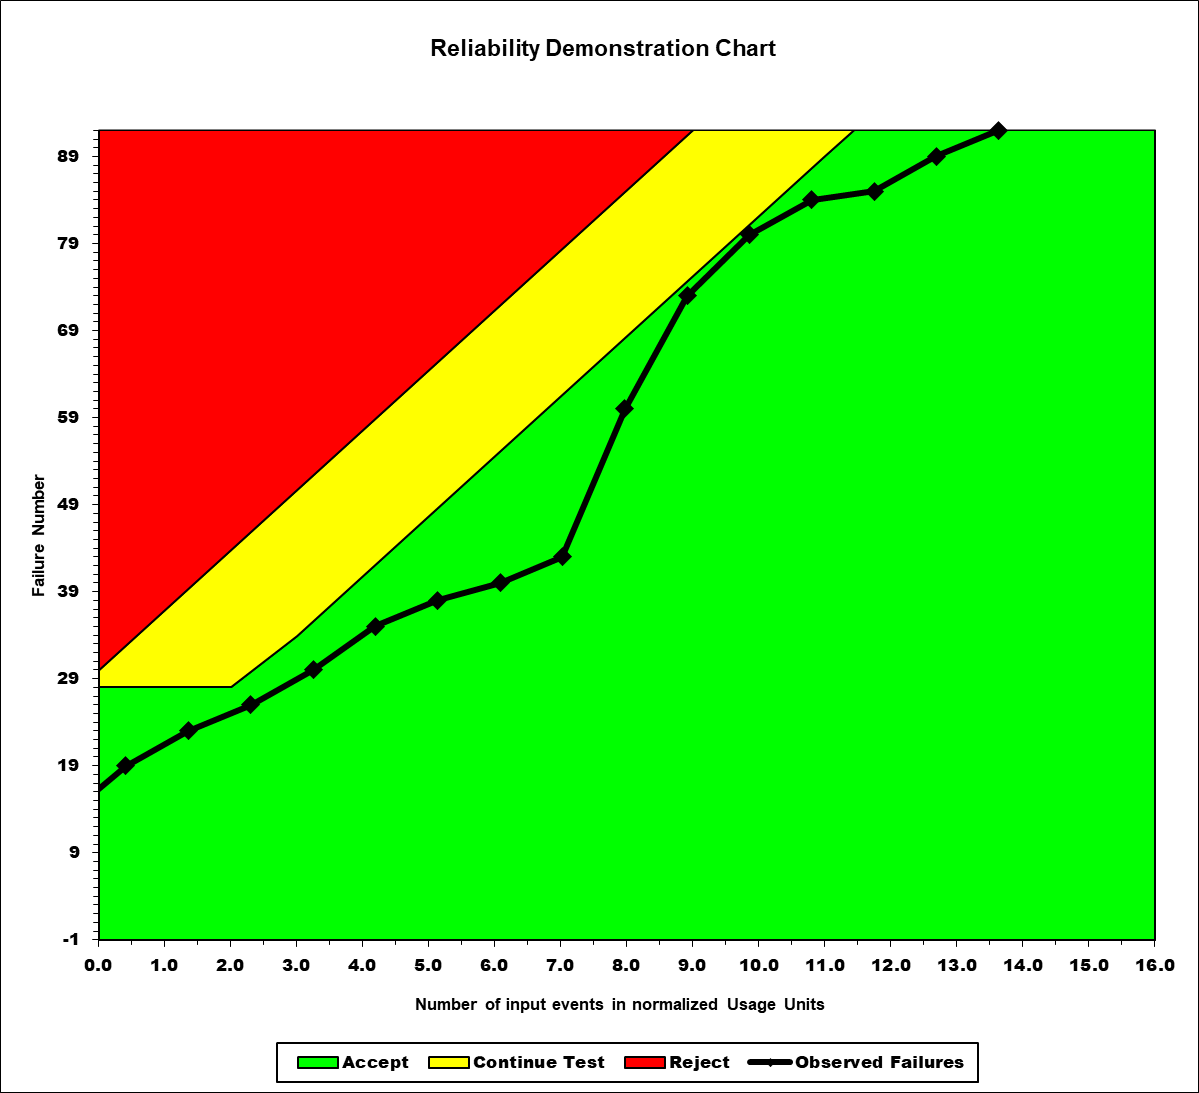 Reliability Demonstration Chart
89
79
69
59
49
39
29
19
9
-1
Failure Number
0.0 1.0 2.0 3.0 4.0 5.0 6.0 7.0 8.0 9.0 10.0 11.0 12.0 13.0 14.0 15.0 16.0
Number of input events in normalized Usage Units
Accept Continue Test Reject Observed Failures